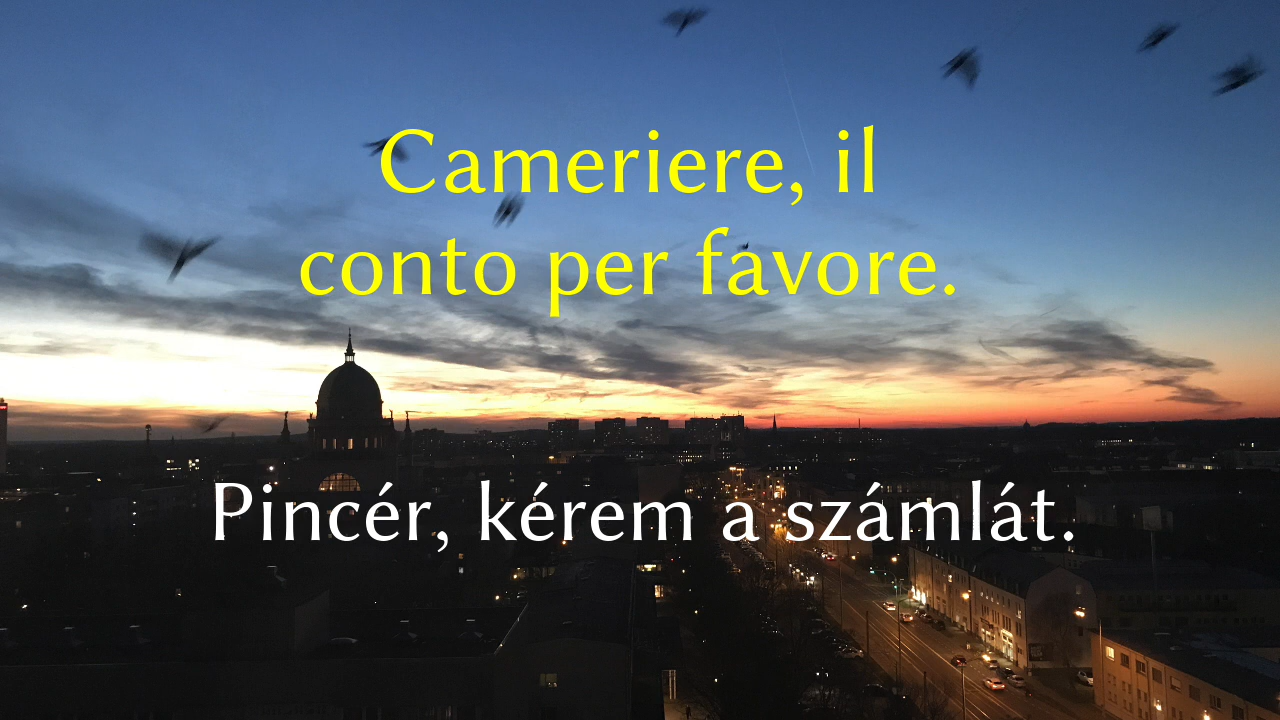 Cameriere, il
conto per favore.
Pincér, kérem a számlát.